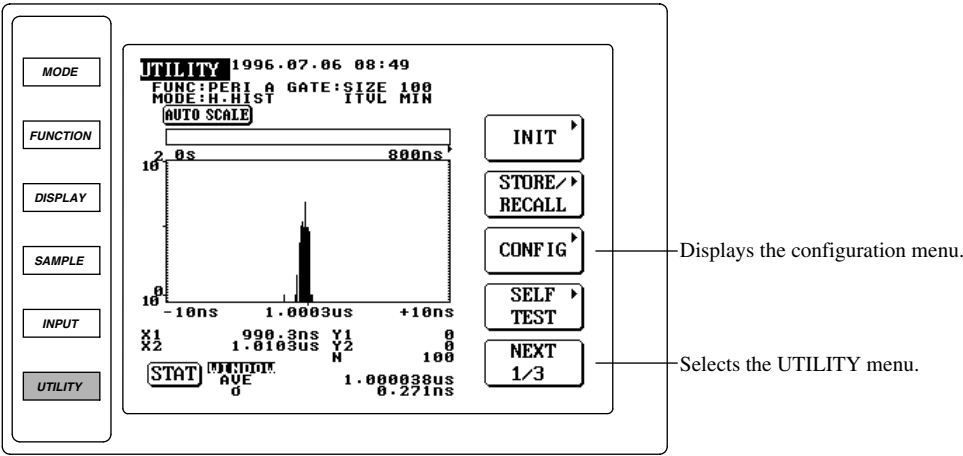 MODE
FUNCTION
DISPLAY
SAMPLE
INPUT
UTILITY
UTILITY 1996.07.06 08:49
FUNC:PERI A GATE:SIZE 100
MODE:H.HIST ITVL MIN
AUTO SCALE
0s 800ns
10 2
10 0
-10ns 1.0003us +10ns
X1 990.3ns Y1 0
X2 1.0103us Y2 0
N 100
STAT WINDOW
AVE 1.000038us
σ 0.271ns
INIT
STORE/
RECALL
CONFIG
SELF
TEST
NEXT
1/3
Displays the configuration menu.
Selects the UTILITY menu.